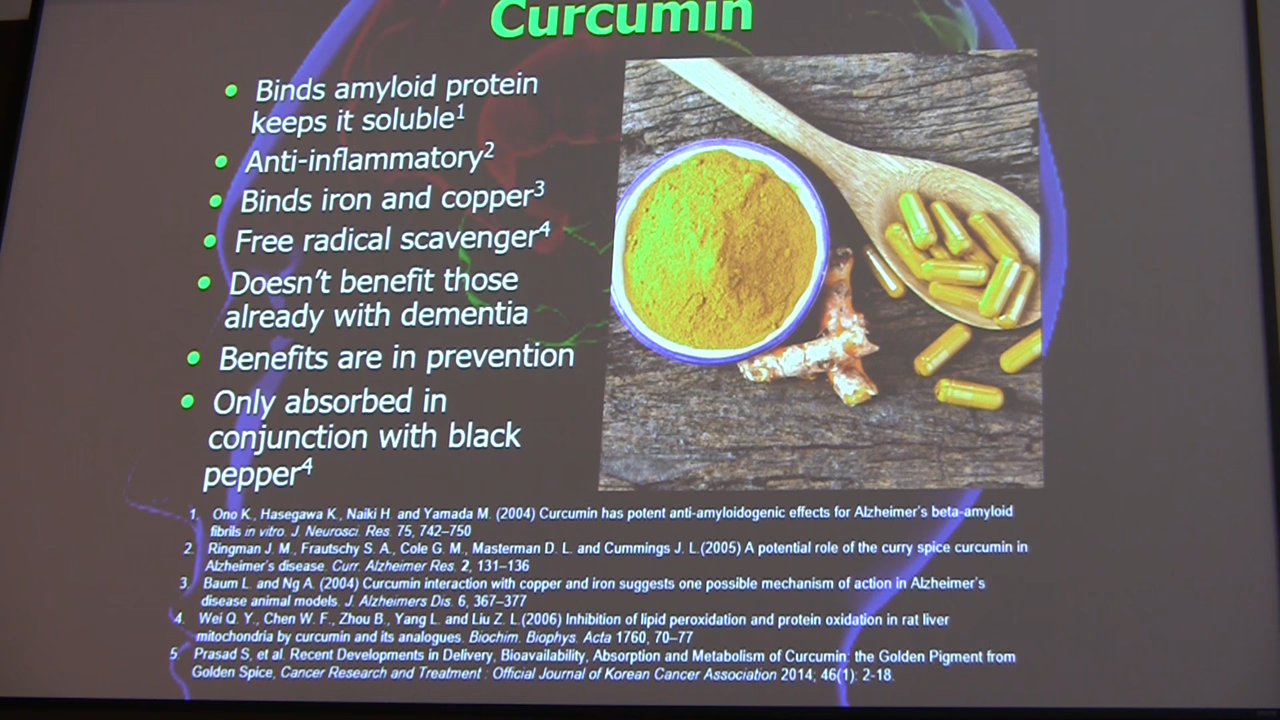 Curcumin
• Binds amyloid protein
keeps it soluble1
• Anti-inflammatory2
• Binds iron and copper3
• Free radical scavenger4
• Doesn't benefit those
already with dementia
• Benefits are in prevention
• Only absorbed in
conjunction with black
pepper4
1. Ono K., Hasegawa K., Naiki H. and Yamada M. (2004) Curcumin has potent anti-amyloidogenic effects for Alzheimer's beta-amyloid
fibrils in vitro. J. Neurosci. Res. 75, 742–750
2. Ringman J. M., Frautschy S. A., Cole G. M., Masterman D. L. and Cummings J. L.(2005) A potential role of the curry spice curcumin in
Alzheimer's disease. Curr. Alzheimer Res. 2, 131–136
3. Baum L. and Ng A. (2004) Curcumin interaction with copper and iron suggests one possible mechanism of action in Alzheimer's
disease animal models. J. Alzheimers Dis. 6, 367–377
4. Wei Q. Y., Chen W. F., Zhou B., Yang L. and Liu Z. L.(2006) Inhibition of lipid peroxidation and protein oxidation in rat liver
mitochondria by curcumin and its analogues. Biochim. Biophys. Acta 1760, 70–77
5. Prasad S, et al. Recent Developments in Delivery, Bioavailability, Absorption and Metabolism of Curcumin: the Golden Pigment from
Golden Spice, Cancer Research and Treatment : Official Journal of Korean Cancer Association 2014; 46(1): 2-18.